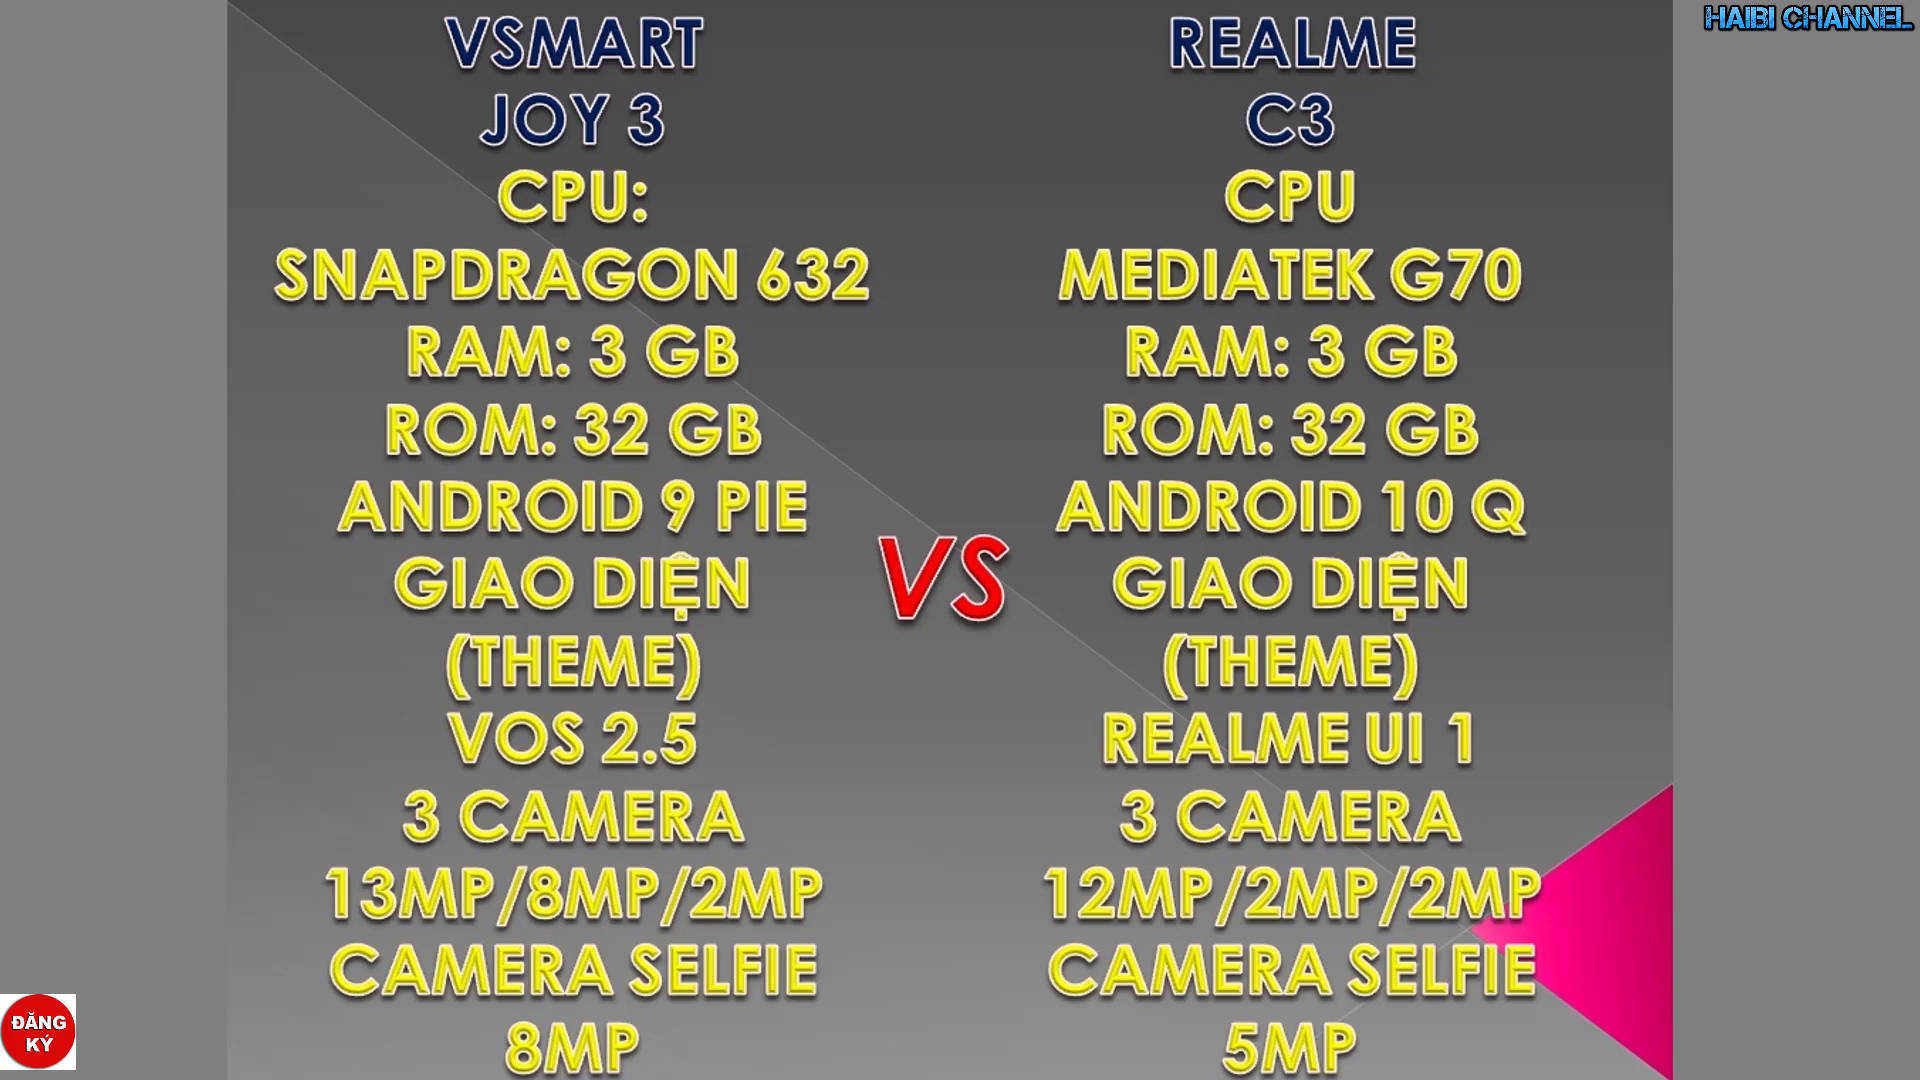 HAIBI CHANNEL
VSMART
JOY 3
CPU:
SNAPDRAGON 632
RAM: 3 GB
ROM: 32 GB
ANDROID 9 PIE
GIAO DIỆN
(THEME)
VOS 2.5
3 CAMERA
13MP/8MP/2MP
CAMERA SELFIE
8MP
VS
REALME
C3
CPU
MEDIATEK G70
RAM: 3 GB
ROM: 32 GB
ANDROID 10 Q
GIAO DIỆN
(THEME)
REALME UI 1
3 CAMERA
12MP/2MP/2MP
CAMERA SELFIE
5MP
ĐĂNG
KÝ